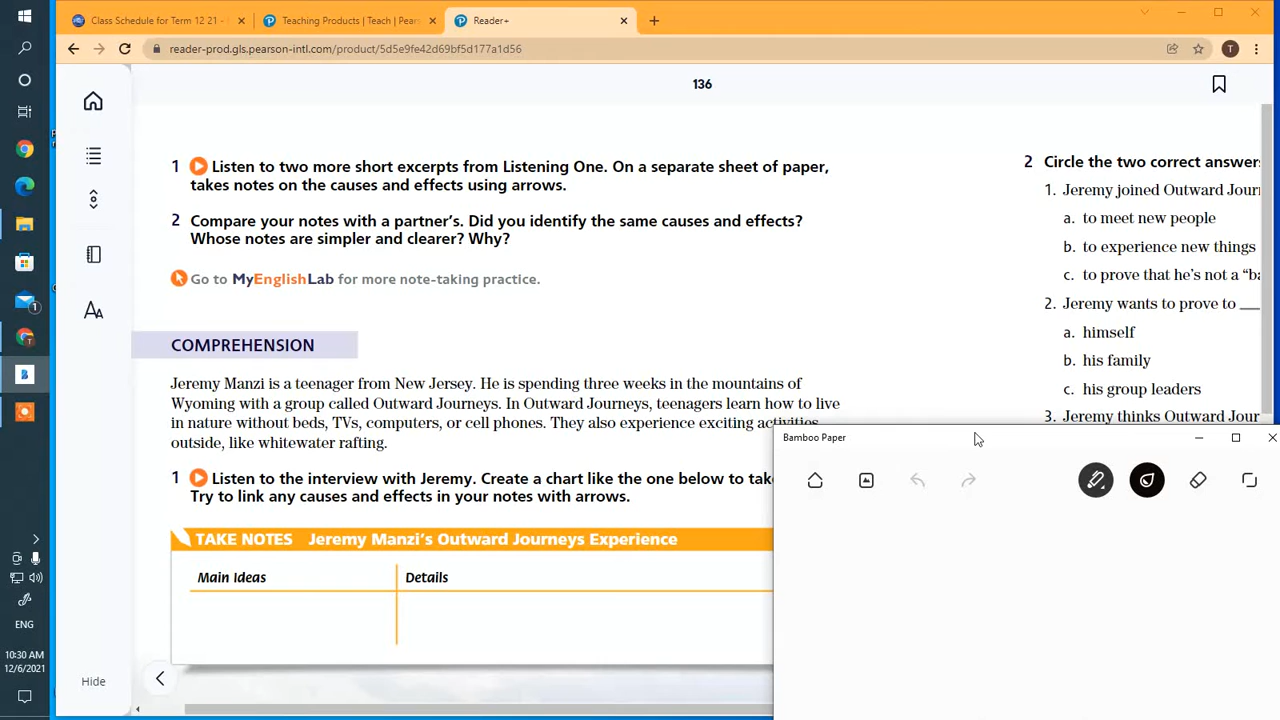 Class Schedule for Term 12 21 -
Teaching Products | Teach | Pears
Reader+
reader-prod.gls.pearson-intl.com/product/5d5e9fe42d69bf5d177a1d56
T
136
1 Listen to two more short excerpts from Listening One. On a separate sheet of paper,
takes notes on the causes and effects using arrows.
2 Compare your notes with a partner's. Did you identify the same causes and effects?
Whose notes are simpler and clearer? Why?
Go to MyEnglishLab for more note-taking practice.
COMPREHENSION
Jeremy Manzi is a teenager from New Jersey. He is spending three weeks in the mountains of
Wyoming with a group called Outward Journeys. In Outward Journeys, teenagers learn how to live
in nature without beds, TVs, computers, or cell phones. They also experience exciting activities
outside, like whitewater rafting.
1 Listen to the interview with Jeremy. Create a chart like the one below to take
Try to link any causes and effects in your notes with arrows.
TAKE NOTES Jeremy Manzi's Outward Journeys Experience
Main Ideas
Details
2 Circle the two correct answers
1. Jeremy joined Outward Jour
a. to meet new people
b. to experience new things
c. to prove that he's not a "ba
2. Jeremy wants to prove to ___
a. himself
b. his family
c. his group leaders
3. Jeremy thinks Outward Jour
Bamboo Paper
Hide
1
ENG
10:30 AM
12/6/2021